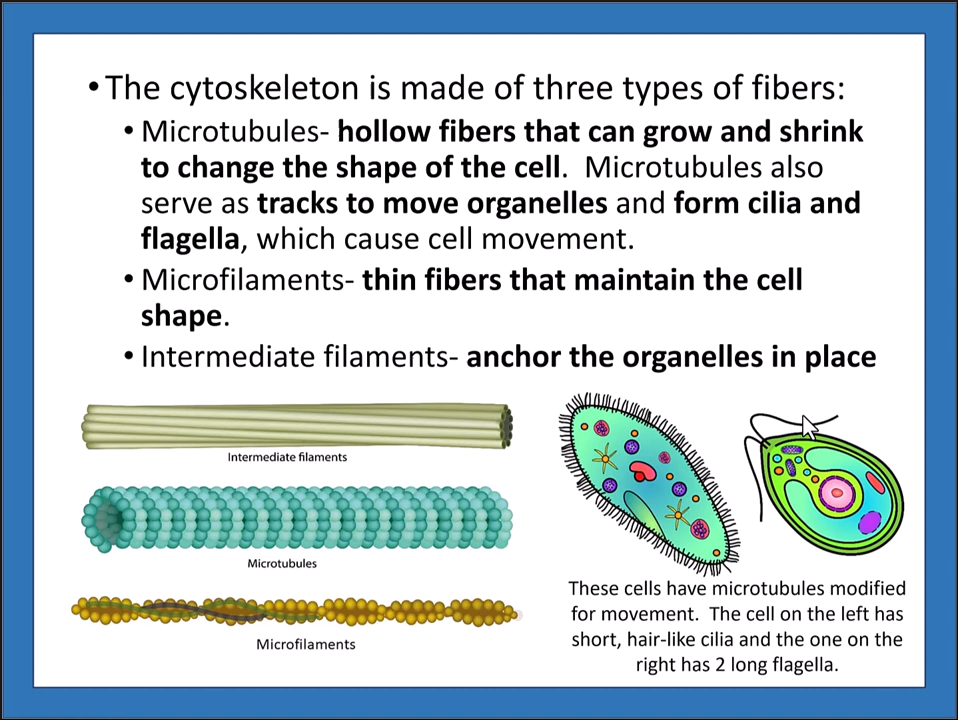 • The cytoskeleton is made of three types of fibers:
• Microtubules- hollow fibers that can grow and shrink
to change the shape of the cell.  Microtubules also
serve as tracks to move organelles and form cilia and
flagella, which cause cell movement.
• Microfilaments- thin fibers that maintain the cell
shape.
• Intermediate filaments- anchor the organelles in place
Intermediate filaments
Microtubules
Microfilaments
These cells have microtubules modified
for movement.  The cell on the left has
short, hair-like cilia and the one on the
right has 2 long flagella.